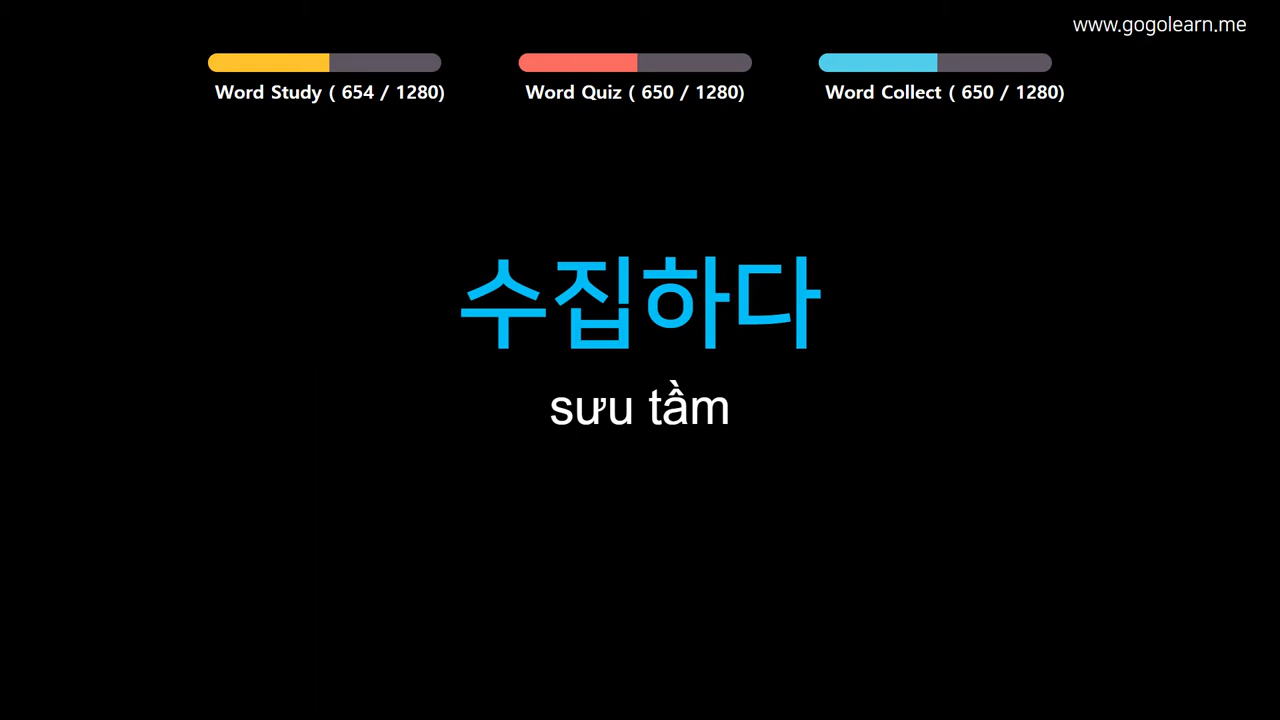 www.gogolearn.me
Word Study ( 654 / 1280)
Word Quiz ( 650 / 1280)
Word Collect ( 650 / 1280)
수집하다
sưu tầm